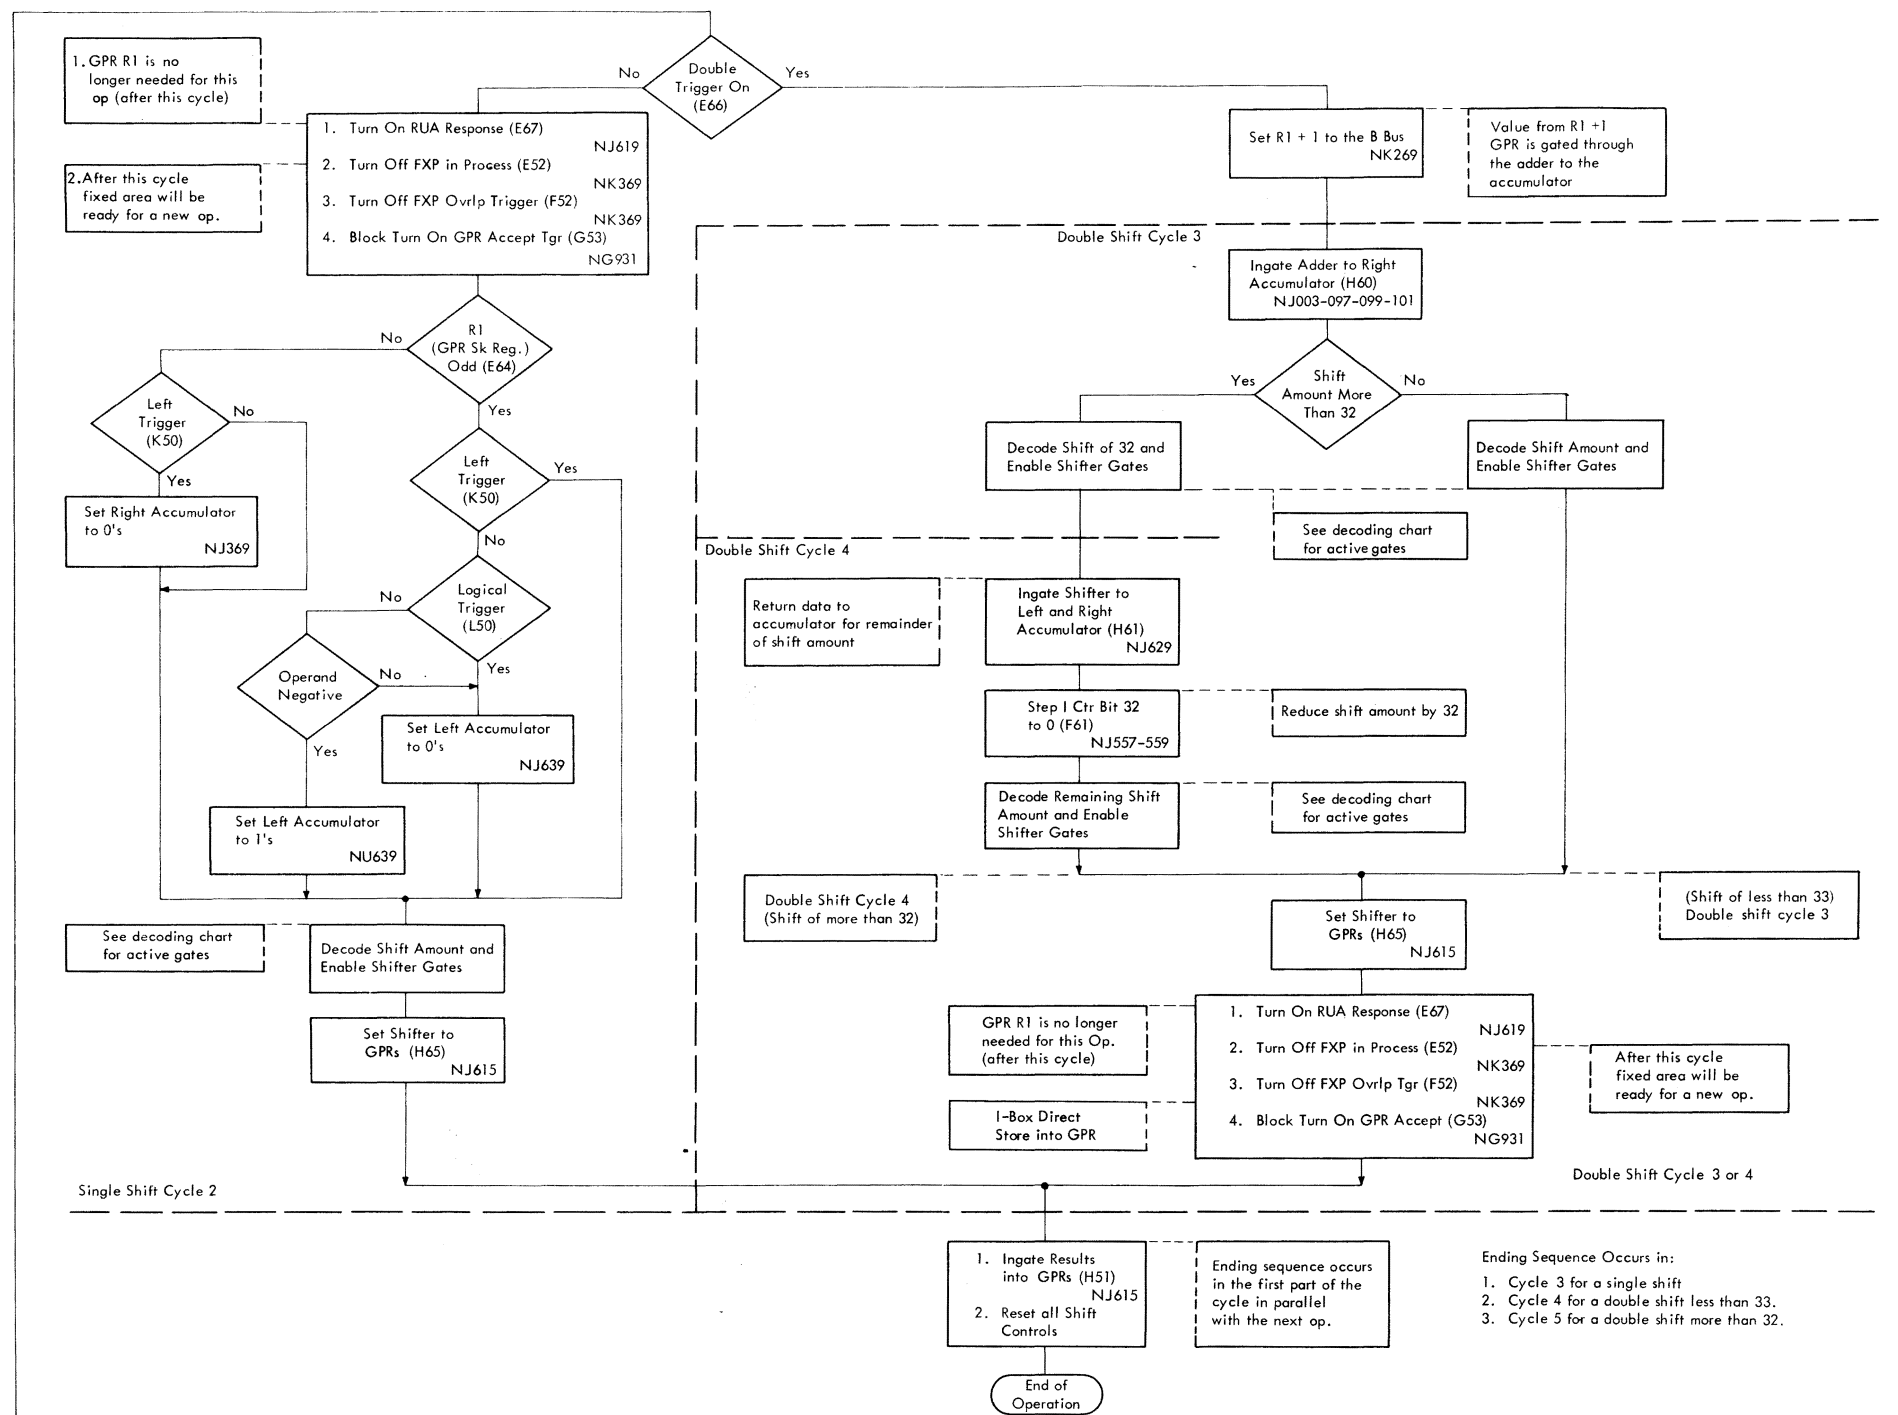 Double
Trigger On
(E66)
No
Yes
1. GPR R1 is no
longer needed for this
op (after this cycle)
2. After this cycle
fixed area will be
ready for a new op.
1. Turn On RUA Response (E67)
NJ619
2. Turn Off FXP in Process (E52)
NK369
3. Turn Off FXP Ovrlp Trigger (F52)
NK369
4. Block Turn On GPR Accept Tgr (G53)
NG931
R1
(GPR Sk Reg.)
Odd (E64)
No
Yes
Left
Trigger
(K50)
No
Yes
Set Right Accumulator
to 0's
NJ369
Left
Trigger
(K50)
Yes
No
Logical
Trigger
(L50)
No
Yes
Operand
Negative
No
Yes
Set Left Accumulator
to 0's
NJ639
Set Left Accumulator
to 1's
NU639
See decoding chart
for active gates
Decode Shift Amount and
Enable Shifter Gates
Set Shifter to
GPRs (H65)
NJ615
Single Shift Cycle 2
Set R1 + 1 to the B Bus
NK269
Value from R1 +1
GPR is gated through
the adder to the
accumulator
Double Shift Cycle 3
Ingate Adder to Right
Accumulator (H60)
NJ003-097-099-101
Shift
Amount More
Than 32
Yes
No
Decode Shift of 32 and
Enable Shifter Gates
Decode Shift Amount and
Enable Shifter Gates
See decoding chart
for active gates
Double Shift Cycle 4
Return data to
accumulator for remainder
of shift amount
Ingate Shifter to
Left and Right
Accumulator (H61)
NJ629
Step I Ctr Bit 32
to 0 (F61)
NJ557-559
Reduce shift amount by 32
Decode Remaining Shift
Amount and Enable
Shifter Gates
See decoding chart
for active gates
Double Shift Cycle 4
(Shift of more than 32)
(Shift of less than 33)
Double shift cycle 3
Set Shifter to
GPRs (H65)
NJ615
GPR R1 is no longer
needed for this Op.
(after this cycle)
I-Box Direct
Store into GPR
1. Turn On RUA Response (E67)
NJ619
2. Turn Off FXP in Process (E52)
NK369
3. Turn Off FXP Ovrlp Tgr (F52)
NK369
4. Block Turn On GPR Accept (G53)
NG931
After this cycle
fixed area will be
ready for a new op.
Double Shift Cycle 3 or 4
1. Ingate Results
into GPRs (H51)
NJ615
2. Reset all Shift
Controls
Ending sequence occurs
in the first part of the
cycle in parallel
with the next op.
Ending Sequence Occurs in:
1. Cycle 3 for a single shift
2. Cycle 4 for a double shift less than 33.
3. Cycle 5 for a double shift more than 32.
End of
Operation